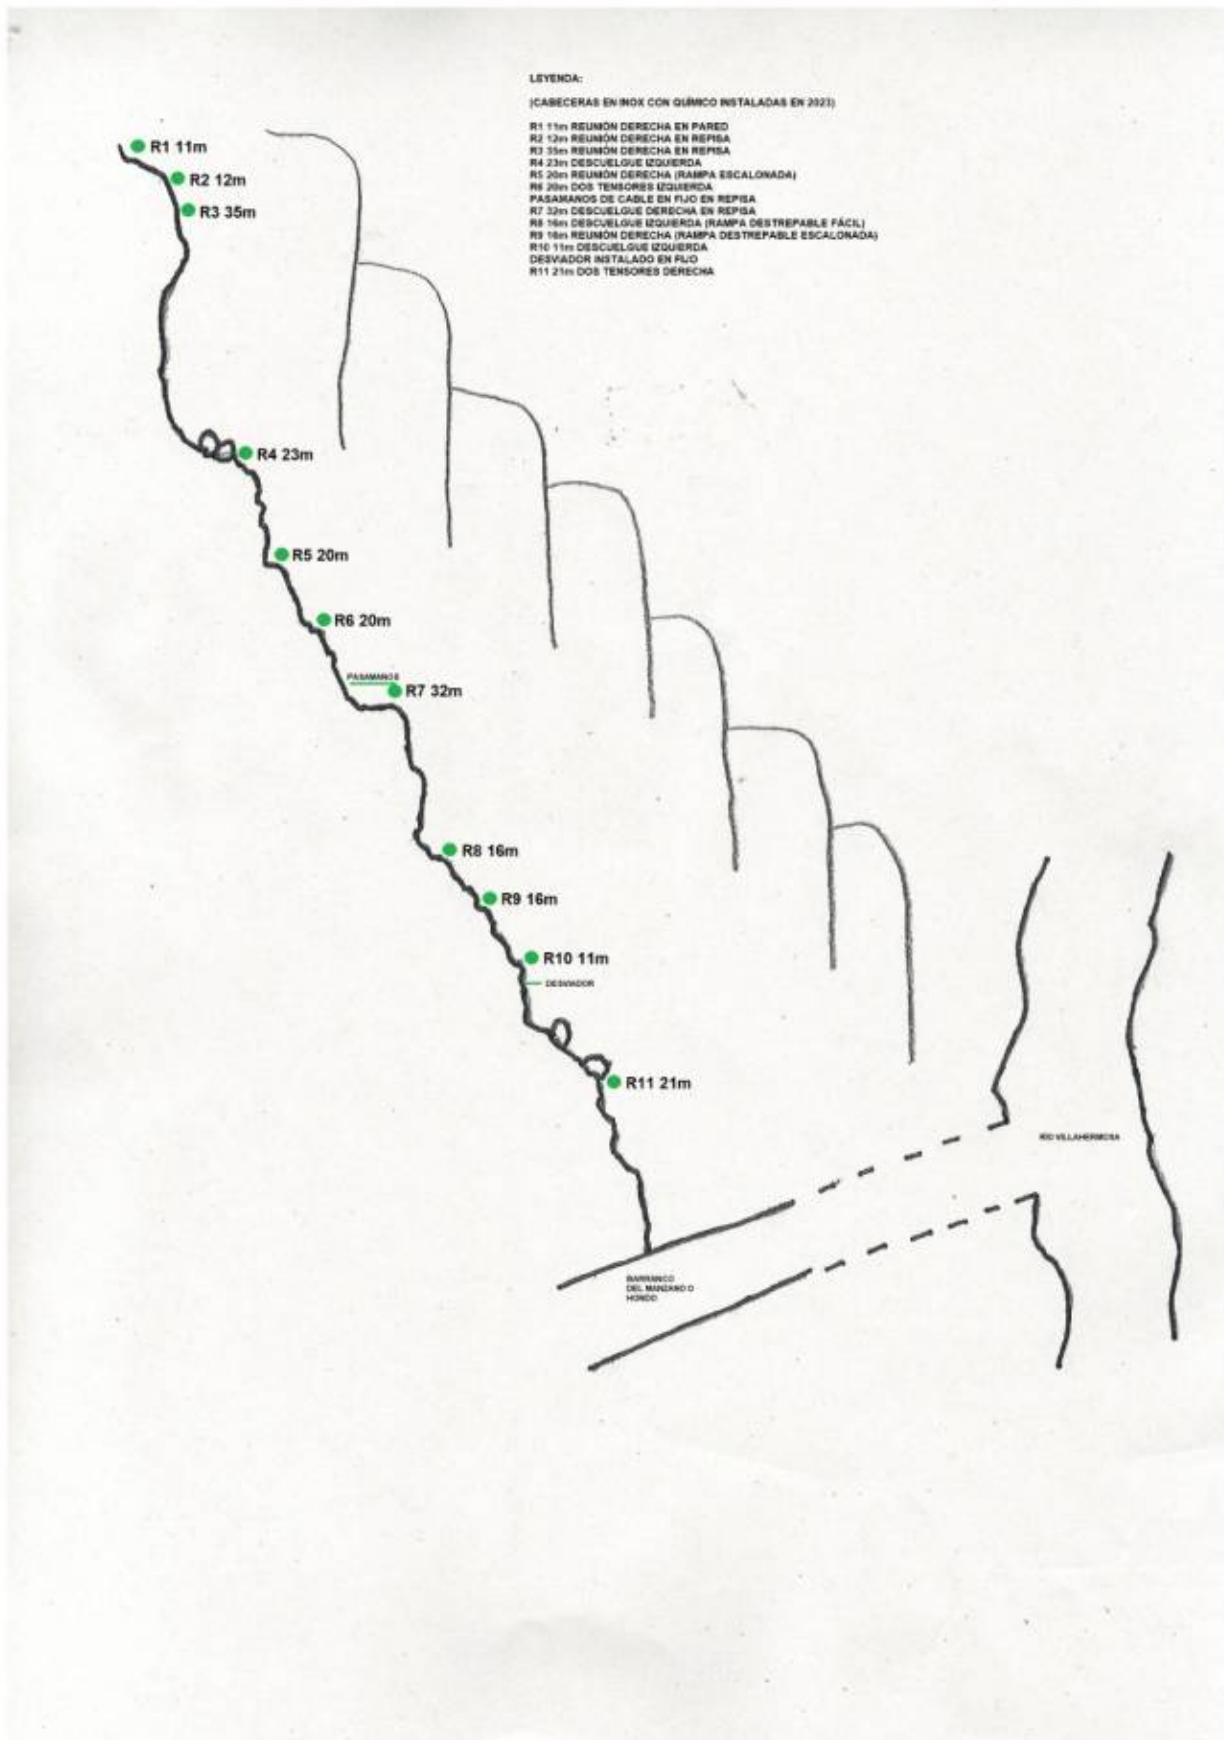 LEYENDA:
(CABECERAS EN INOX CON QUÍMICO INSTALADAS EN 2023)
R1 11m REUNIÓN DERECHA EN PARED
R2 12m REUNIÓN DERECHA EN REPISA
R3 35m REUNIÓN DERECHA EN REPISA
R4 23m DESCUELGUE IZQUIERDA
R5 20m REUNIÓN DERECHA (RAMPA ESCALONADA)
R6 20m DOS TENSORES IZQUIERDA
PASAMANOS DE CABLE EN FIJO EN REPISA
R7 32m DESCUELGUE DERECHA EN REPISA
R8 16m DESCUELGUE IZQUIERDA (RAMPA DESTREPABLE FÁCIL)
R9 16m REUNIÓN DERECHA (RAMPA DESTREPABLE ESCALONADA)
R10 11m DESCUELGUE IZQUIERDA
DESVIADOR INSTALADO EN FIJO
R11 21m DOS TENSORES DERECHA
R1 11m
R2 12m
R3 35m
R4 23m
R5 20m
R6 20m
PASAMANOS
R7 32m
R8 16m
R9 16m
R10 11m
DESVIADOR
R11 21m
RIO VILLAHERMOSA
BARRANCO
DEL MANZANO O
HONDO